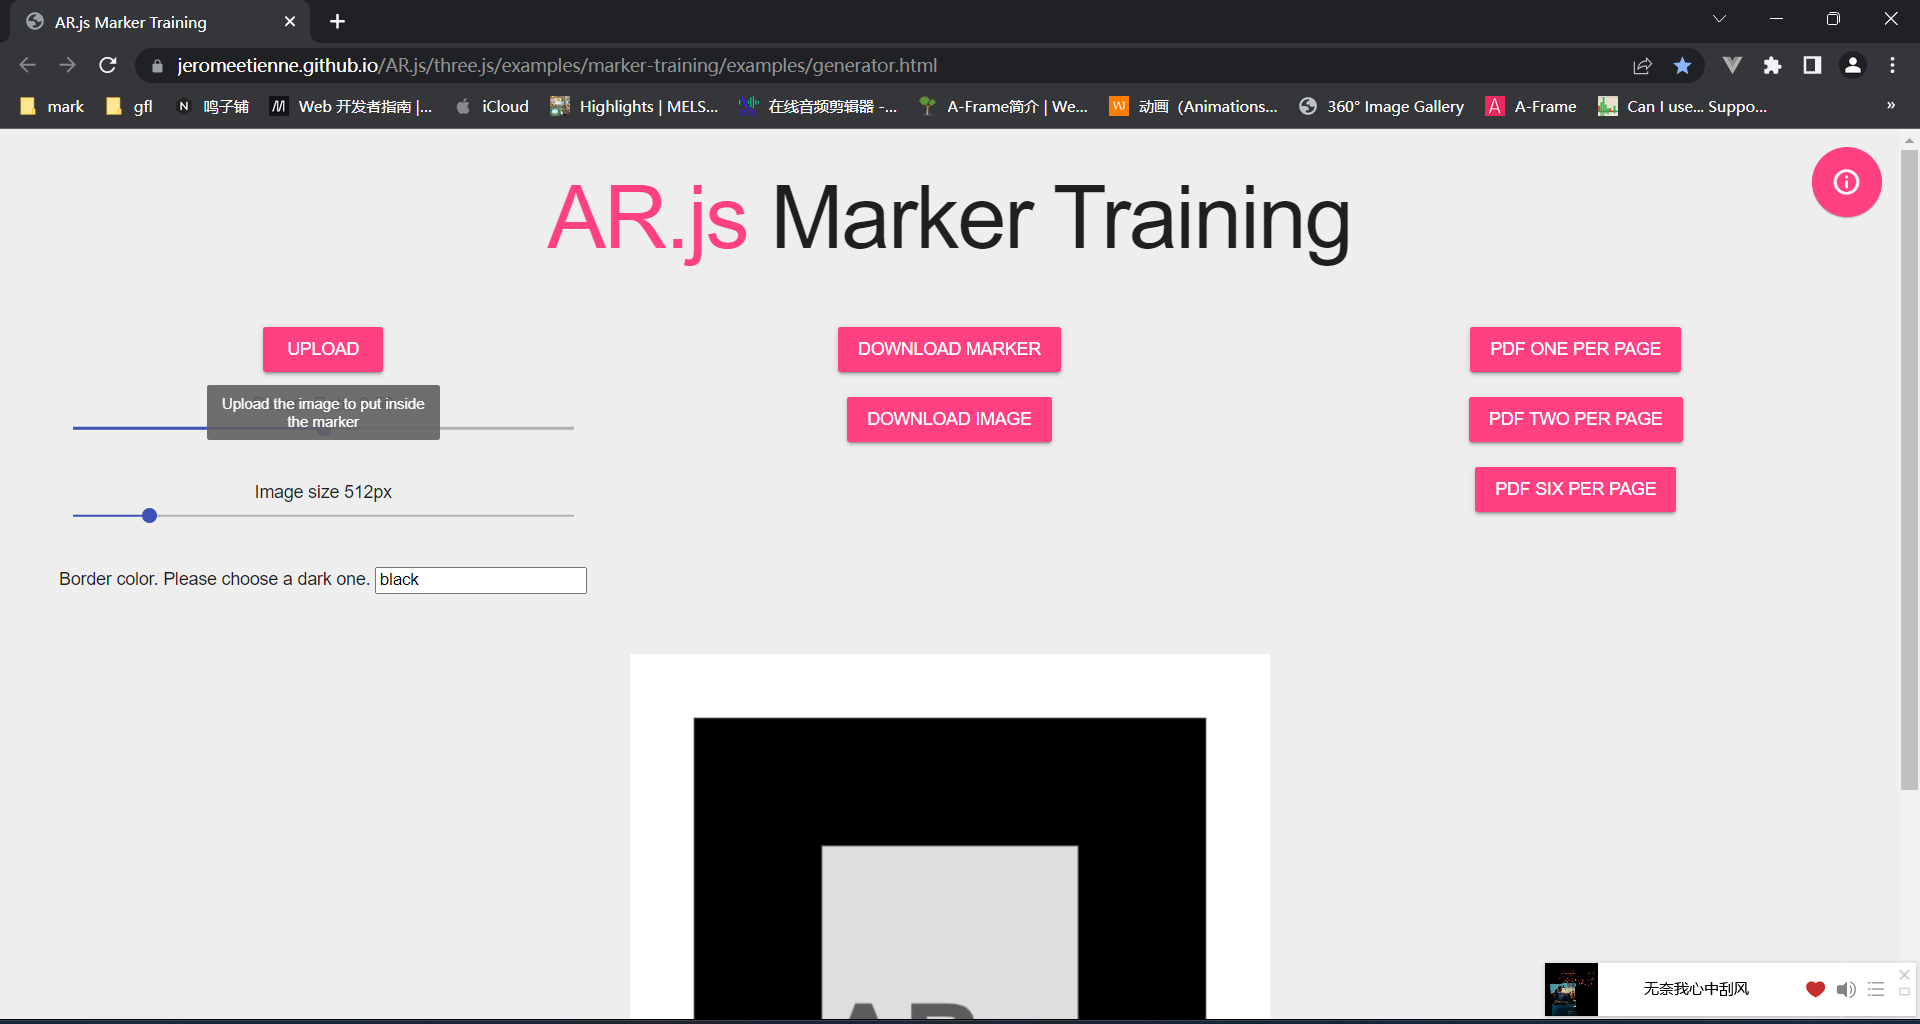 AR.js Marker Training
jeromeetienne.github.io/AR.js/three.js/examples/marker-training/examples/generator.html
mark
gfl
N
鸣子铺
M
Web 开发者指南 |...
iCloud
Highlights | MELS...
在线音频剪辑器 -...
A-Frame简介 | We...
W
动画 (Animations...
360° Image Gallery
A
A-Frame
Can I use... Suppo...
»
AR.js Marker Training
UPLOAD
DOWNLOAD MARKER
PDF ONE PER PAGE
Upload the image to put inside
the marker
DOWNLOAD IMAGE
PDF TWO PER PAGE
Image size 512px
PDF SIX PER PAGE
Border color. Please choose a dark one. black
AR
无奈我心中刮风